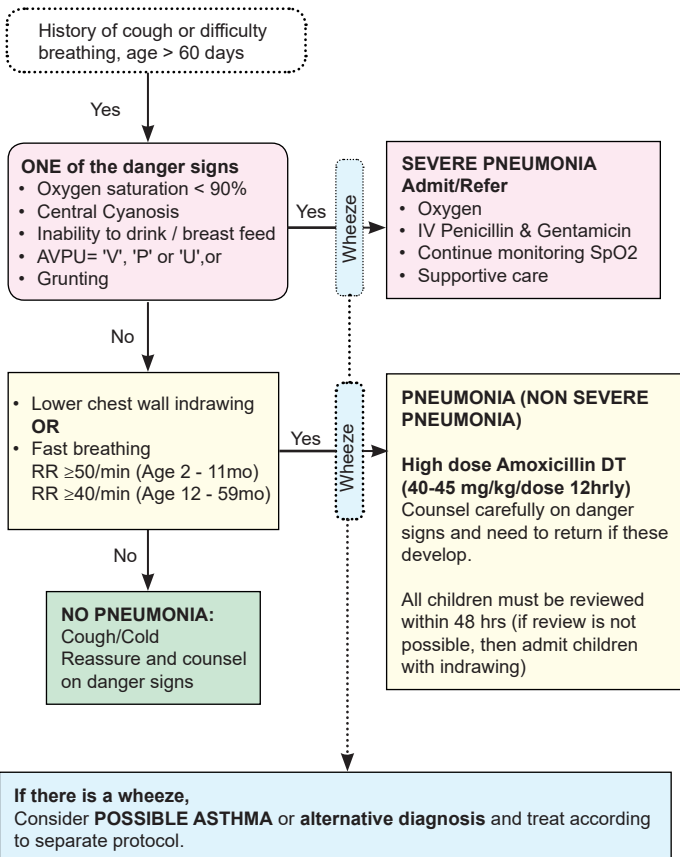 History of cough or difficulty
breathing, age > 60 days
Yes
ONE of the danger signs
• Oxygen saturation < 90%
• Central Cyanosis
• Inability to drink / breast feed
• AVPU= 'V', 'P' or 'U',or
• Grunting
Yes
Wheeze
SEVERE PNEUMONIA
Admit/Refer
• Oxygen
• IV Penicillin & Gentamicin
• Continue monitoring SpO2
• Supportive care
No
• Lower chest wall indrawing
OR
• Fast breathing
RR ≥50/min (Age 2 - 11mo)
RR ≥40/min (Age 12 - 59mo)
Yes
Wheeze
PNEUMONIA (NON SEVERE
PNEUMONIA)
High dose Amoxicillin DT
(40-45 mg/kg/dose 12hrly)
Counsel carefully on danger
signs and need to return if these
develop.
All children must be reviewed
within 48 hrs (if review is not
possible, then admit children
with indrawing)
No
NO PNEUMONIA:
Cough/Cold
Reassure and counsel
on danger signs
If there is a wheeze,
Consider POSSIBLE ASTHMA or alternative diagnosis and treat according
to separate protocol.